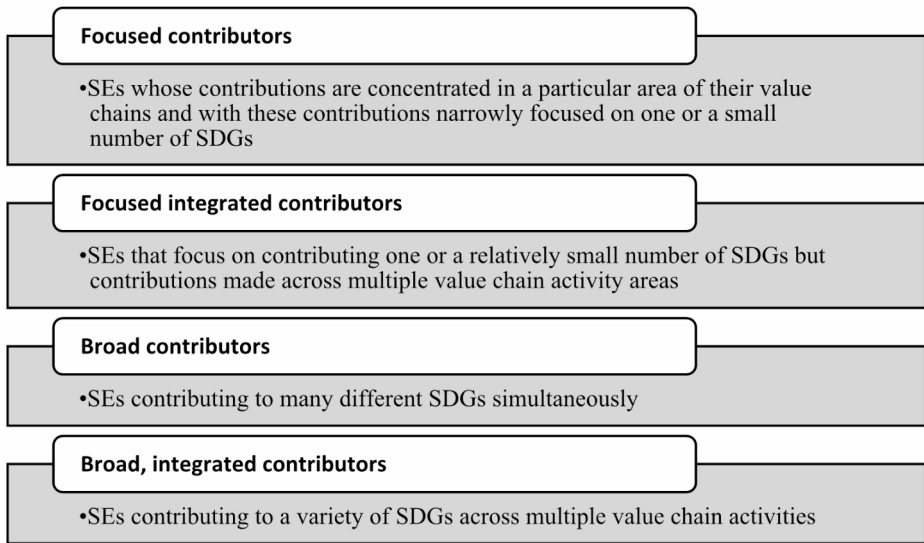 Focused contributors
•SEs whose contributions are concentrated in a particular area of their value
chains and with these contributions narrowly focused on one or a small
number of SDGs
Focused integrated contributors
•SEs that focus on contributing one or a relatively small number of SDGs but
contributions made across multiple value chain activity areas
Broad contributors
•SEs contributing to many different SDGs simultaneously
Broad, integrated contributors
•SEs contributing to a variety of SDGs across multiple value chain activities